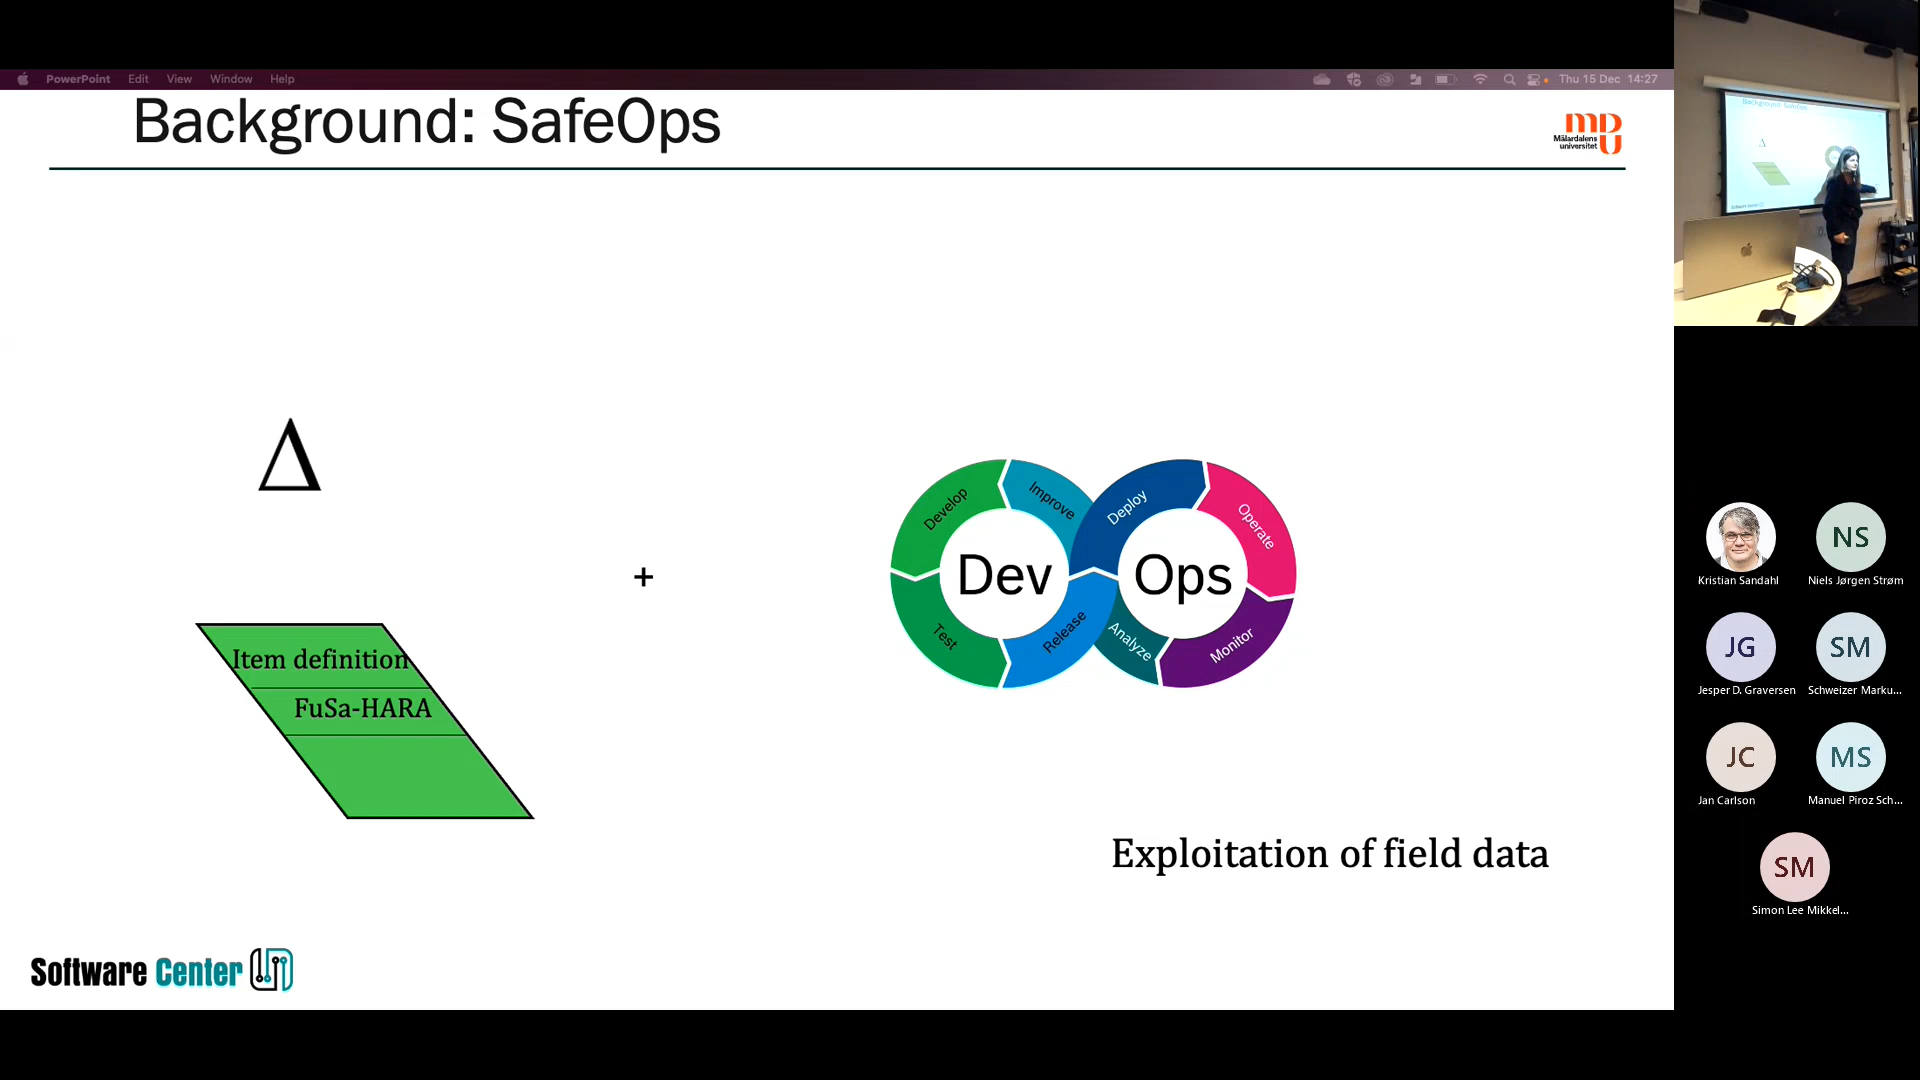 PowerPoint Edit View Window Help
Thu 15 Dec 14:27
Background: SafeOps
Mälardalens
universitet
Δ
+
Item definition
FuSa-HARA
Dev
Ops
Develop
Improve
Deploy
Operate
Test
Release
Analyze
Monitor
Exploitation of field data
Software Center
Background: SafeOps
Δ
NS
Kristian Sandahl
Niels Jørgen Strøm
JG
SM
Jesper D. Graversen
Schweizer Marku...
JC
MS
Jan Carlson
Manuel Piroz Sch...
SM
Simon Lee Mikkel...